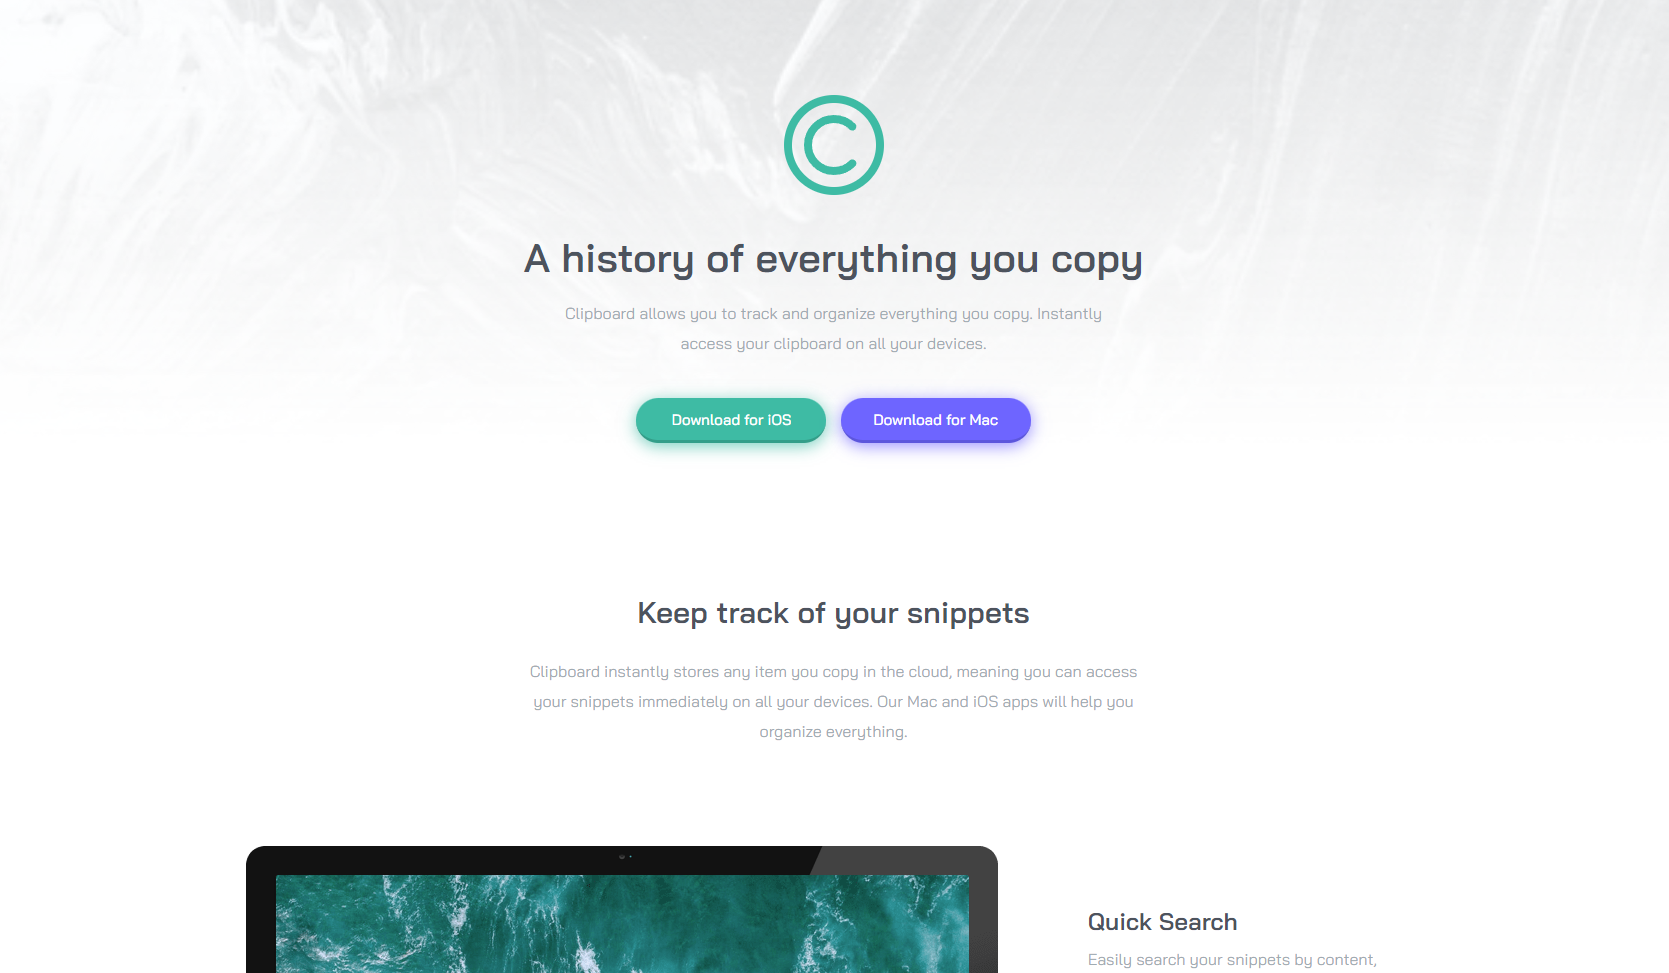 ©
A history of everything you copy
Clipboard allows you to track and organize everything you copy. Instantly
access your clipboard on all your devices.
Download for iOS
Download for Mac
Keep track of your snippets
Clipboard instantly stores any item you copy in the cloud, meaning you can access
your snippets immediately on all your devices. Our Mac and iOS apps will help you
organize everything.
Quick Search
Easily search your snippets by content,